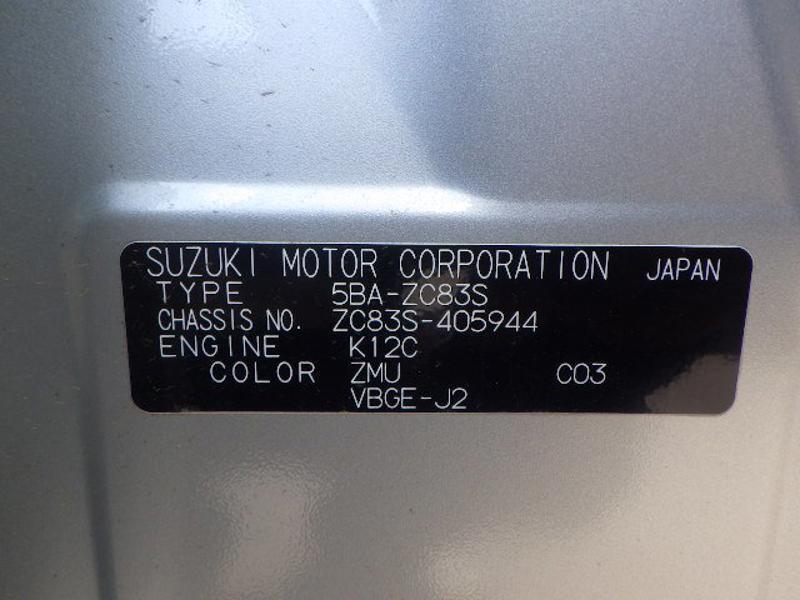 SUZUKI MOTOR CORPORATION JAPAN
TYPE 5BA-ZC83S
CHASSIS NO. ZC83S-405944
ENGINE K12C
COLOR ZMU C03
VBGE-J2